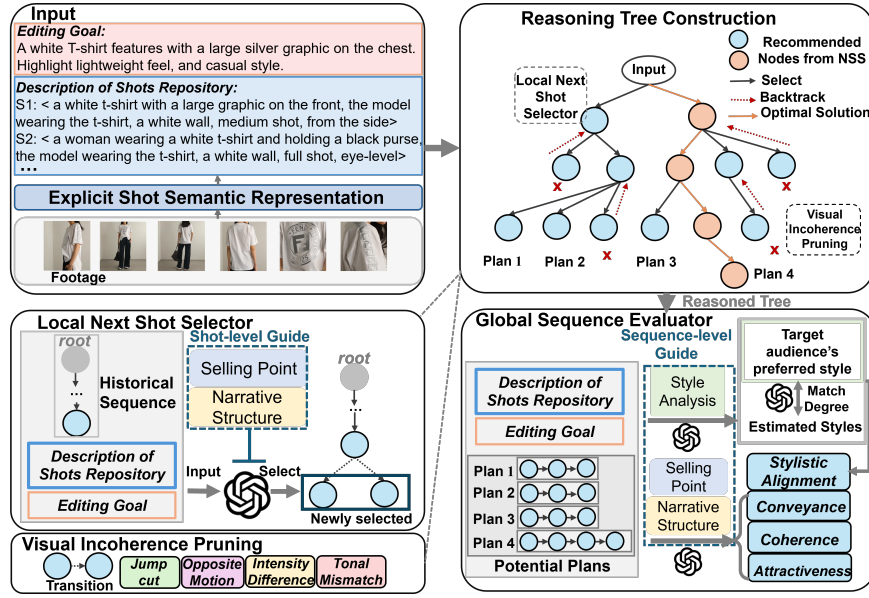 Input
Editing Goal:
A white T-shirt features with a large silver graphic on the chest.
Highlight lightweight feel, and casual style.
Description of Shots Repository:
S1: < a white t-shirt with a large graphic on the front, the model
wearing the t-shirt, a white wall, medium shot, from the side>
S2: < a woman wearing a white t-shirt and holding a black purse,
the model wearing the t-shirt, a white wall, full shot, eye-level>
...
Explicit Shot Semantic Representation
Footage
Reasoning Tree Construction
Local Next
Shot
Selector
Input
Recommended
Nodes from NSS
Select
Backtrack
Optimal Solution
x
x
x
x
Visual
Incoherence
Pruning
Plan 1
Plan 2
Plan 3
Plan 4
Reasoned Tree
Local Next Shot Selector
root
...
Historical
Sequence
Description of
Shots Repository
Editing Goal
Shot-level Guide
Selling Point
Narrative
Structure
Input
Select
root
...
Newly selected
Visual Incoherence Pruning
Transition
Jump
cut
Opposite
Motion
Intensity
Difference
Tonal
Mismatch
Global Sequence Evaluator
Description of
Shots Repository
Editing Goal
Plan 1
Plan 2
Plan 3
Plan 4
Potential Plans
Sequence-level
Guide
Style
Analysis
Selling
Point
Narrative
Structure
Target
audience's
preferred style
Match
Degree
Estimated Styles
Stylistic
Alignment
Conveyance
Coherence
Attractiveness